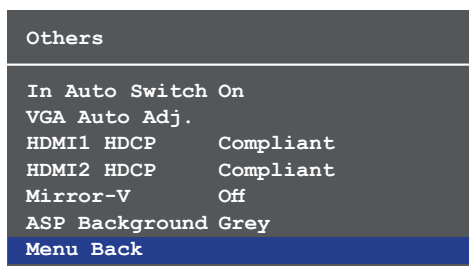 Others
In Auto Switch On
VGA Auto Adj.
HDMI1 HDCP Compliant
HDMI2 HDCP Compliant
Mirror-V Off
ASP Background Grey
Menu Back